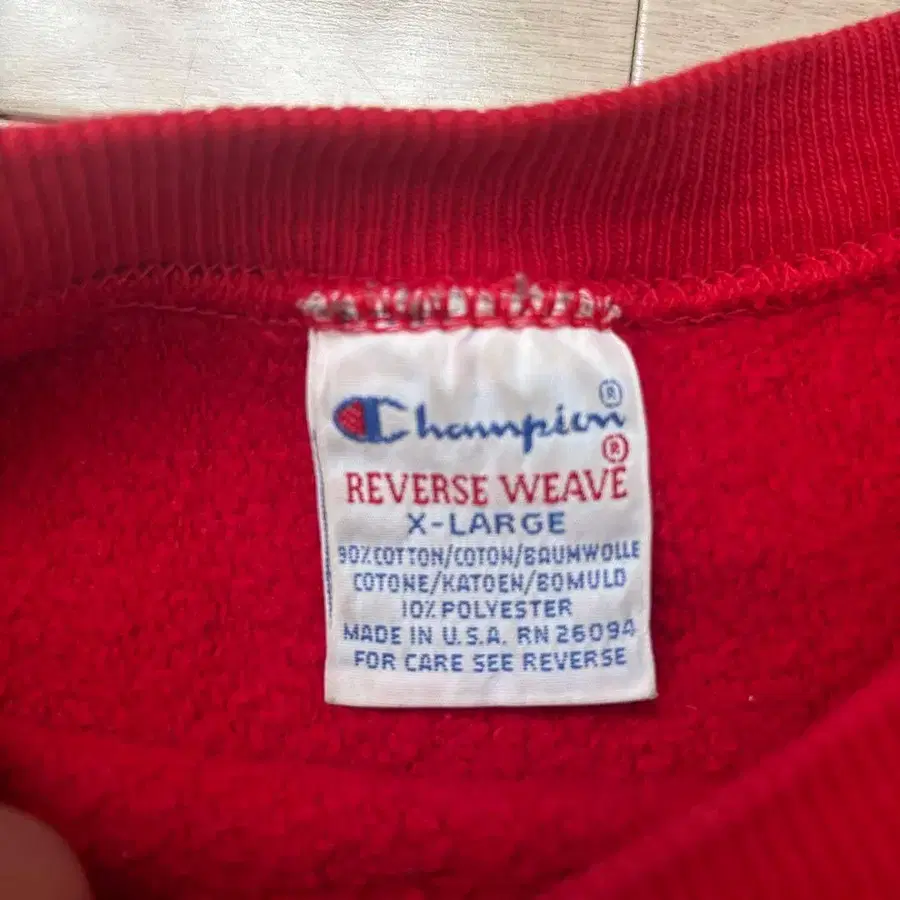 Champion®
REVERSE WEAVE®
X-LARGE
90% COTTON/COTON/BAUMWOLLE
COTONE/KATOEN/BOMULD
10% POLYESTER
MADE IN U.S.A. RN 26094
FOR CARE SEE REVERSE